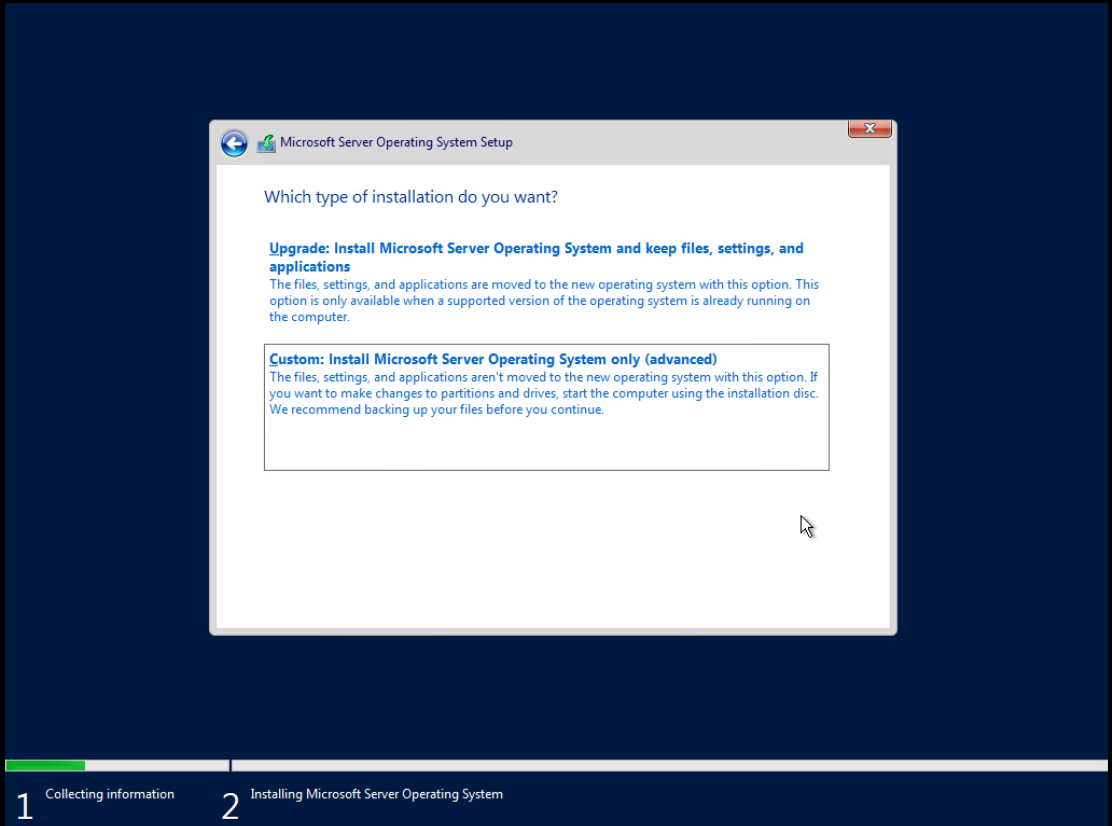 Microsoft Server Operating System Setup
Which type of installation do you want?
Upgrade: Install Microsoft Server Operating System and keep files, settings, and
applications
The files, settings, and applications are moved to the new operating system with this option. This
option is only available when a supported version of the operating system is already running on
the computer.
Custom: Install Microsoft Server Operating System only (advanced)
The files, settings, and applications aren't moved to the new operating system with this option. If
you want to make changes to partitions and drives, start the computer using the installation disc.
We recommend backing up your files before you continue.
1 Collecting information
2 Installing Microsoft Server Operating System